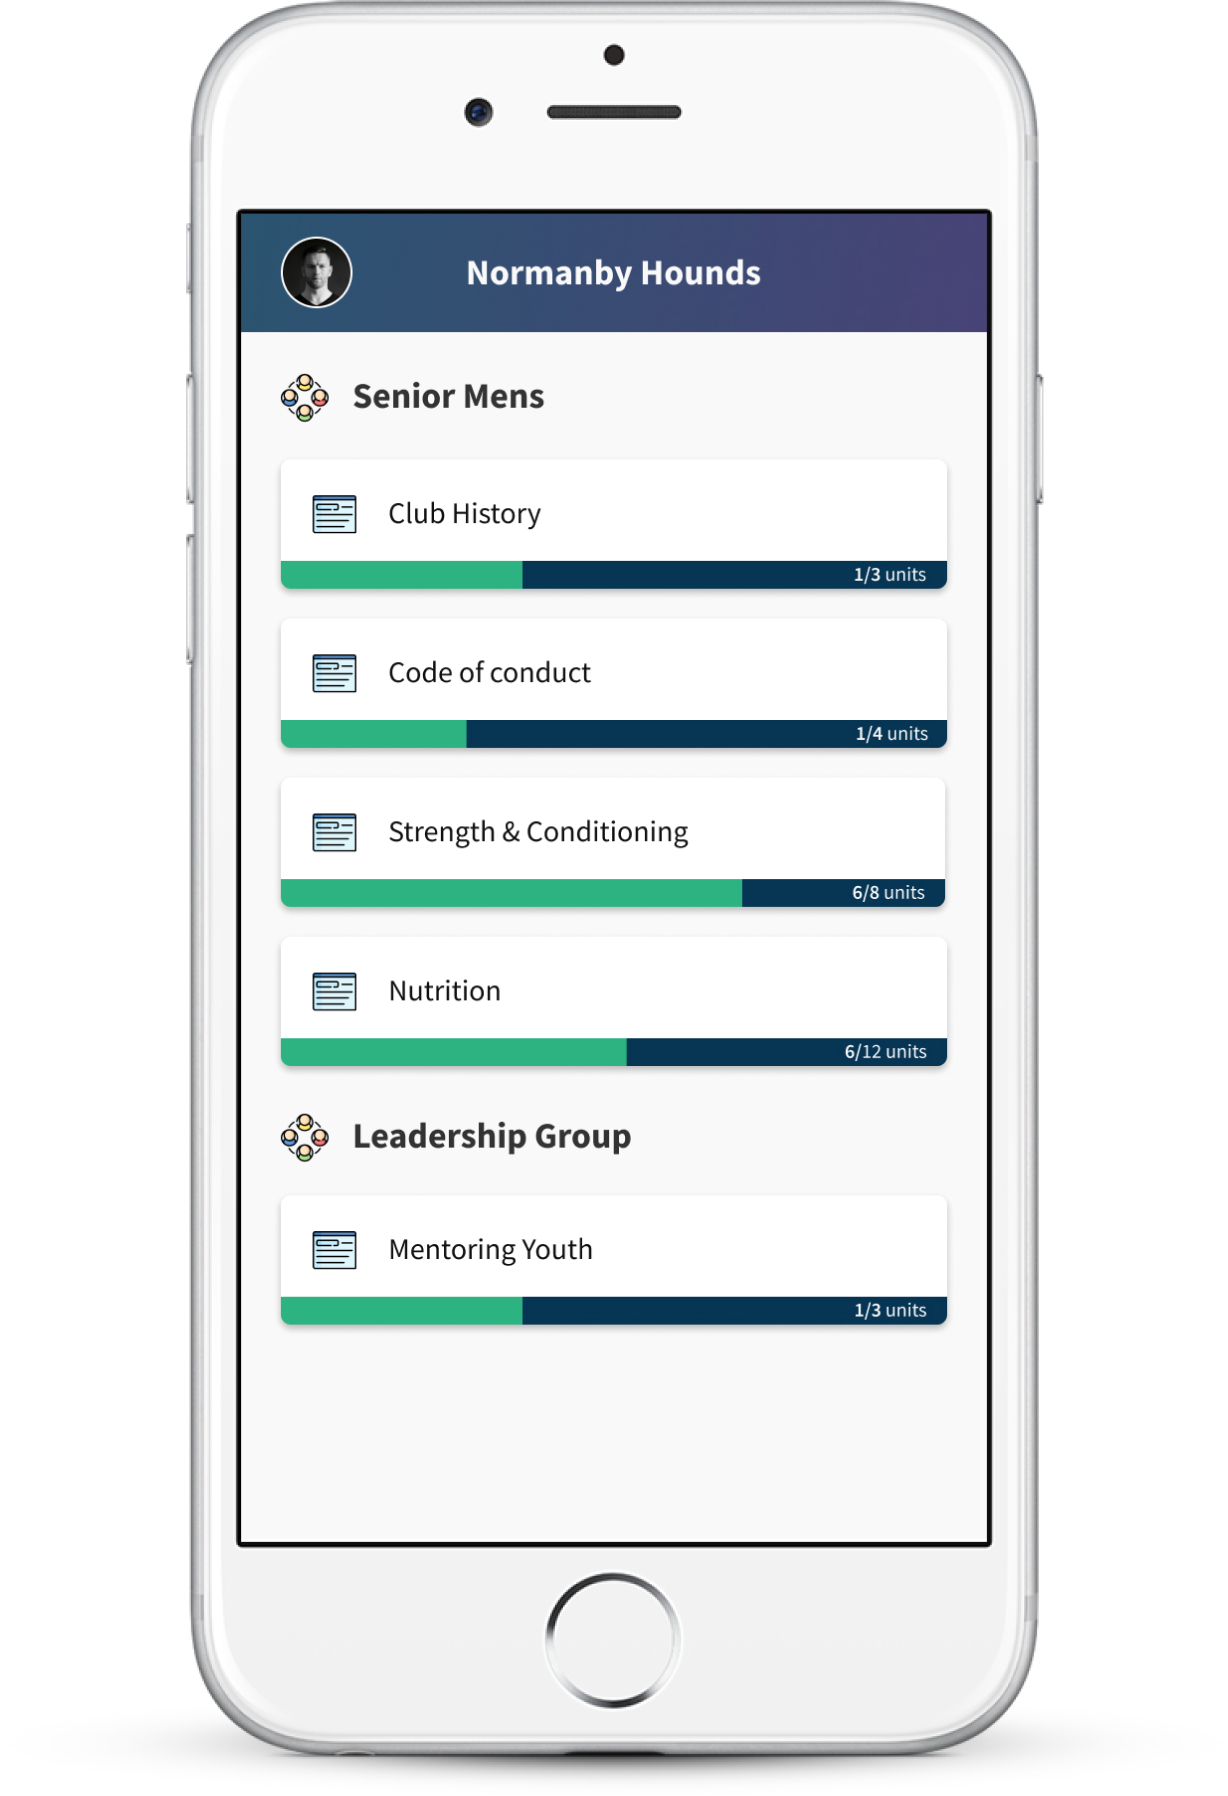 Normanby Hounds
Senior Mens
Club History
1/3 units
Code of conduct
1/4 units
Strength & Conditioning
6/8 units
Nutrition
6/12 units
Leadership Group
Mentoring Youth
1/3 units